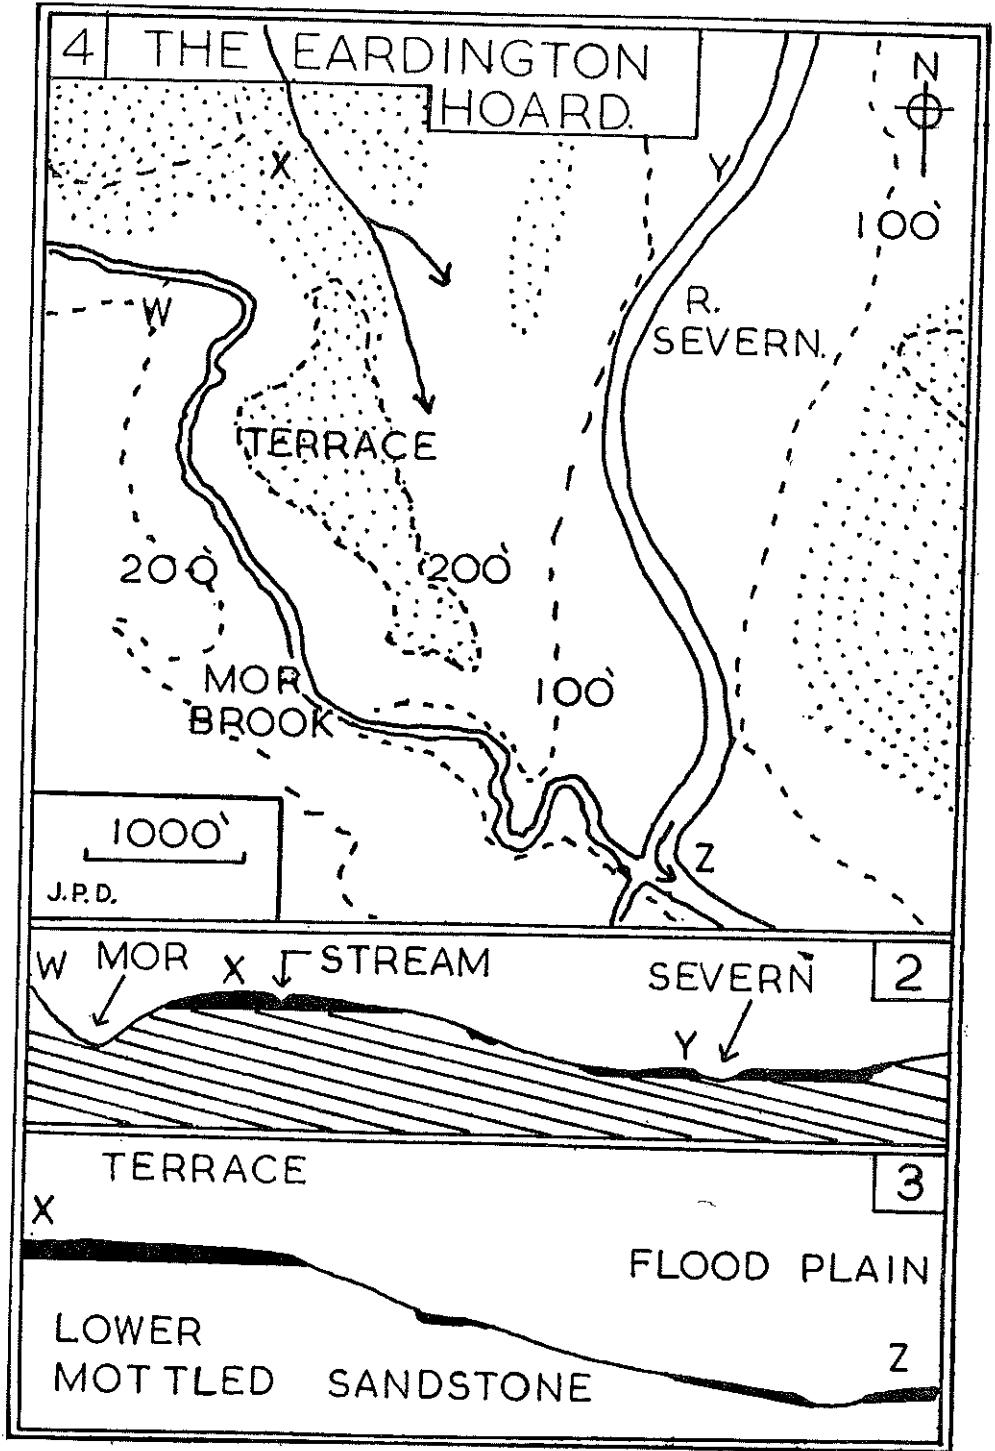 4 THE EARDINGTON
HOARD.
N
X
Y
100'
W
R.
SEVERN.
TERRACE
200'
200'
MOR
BROOK
100'
1000'
J.P.D.
Z
W MOR X STREAM SEVERN 2
Y
TERRACE 3
X
FLOOD PLAIN
LOWER
MOTTLED SANDSTONE
Z